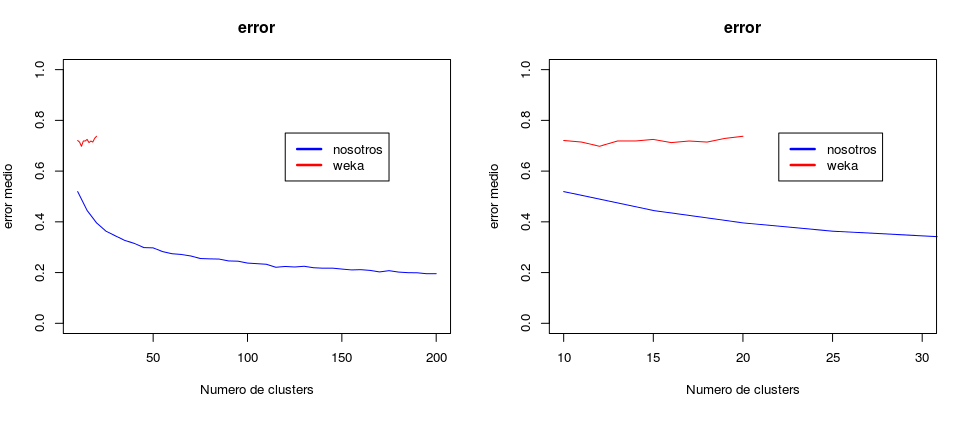 error
error medio
1.0
0.8
0.6
0.4
0.2
0.0
nosotros
weka
50
100
150
200
Numero de clusters
error
error medio
1.0
0.8
0.6
0.4
0.2
0.0
nosotros
weka
10
15
20
25
30
Numero de clusters